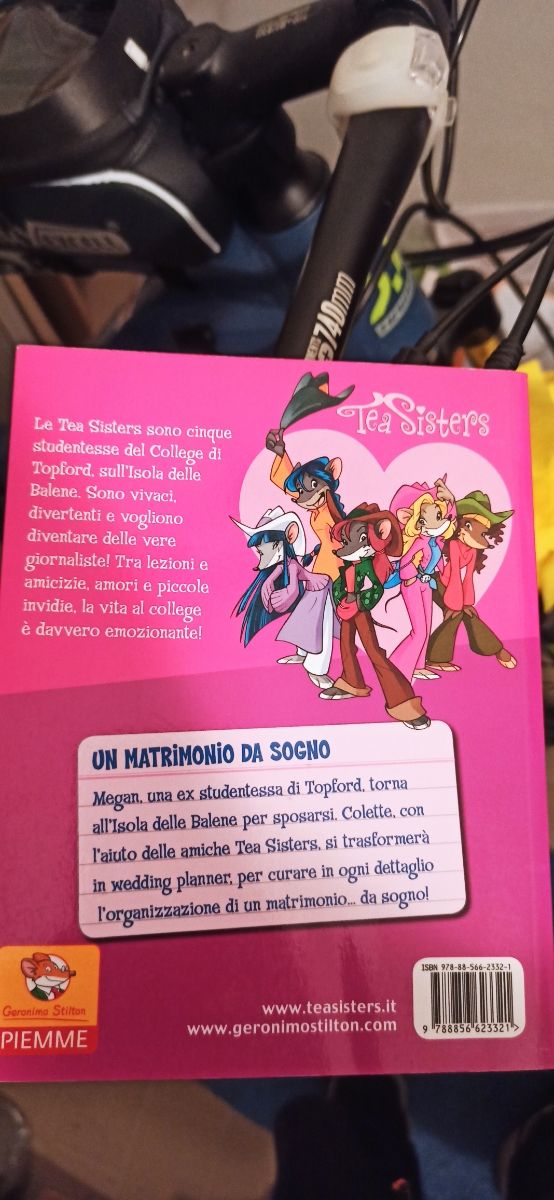 740mm
Tea Sisters
Le Tea Sisters sono cinque
studentesse del College di
Topford, sull'Isola delle
Balene. Sono vivaci,
divertenti e vogliono
diventare delle vere
giornaliste! Tra lezioni e
amicizie, amori e piccole
invidie, la vita al college
è davvero emozionante!
UN MATRIMONIO DA SOGNO
Megan, una ex studentessa di Topford, torna
all'Isola delle Balene per sposarsi. Colette, con
l'aiuto delle amiche Tea Sisters, si trasformerà
in wedding planner, per curare in ogni dettaglio
l'organizzazione di un matrimonio... da sogno!
Geronimo Stilton
PIEMME
www.teasisters.it
www.geronimostilton.com
ISBN 978-88-566-2332-1
9 788856 623321